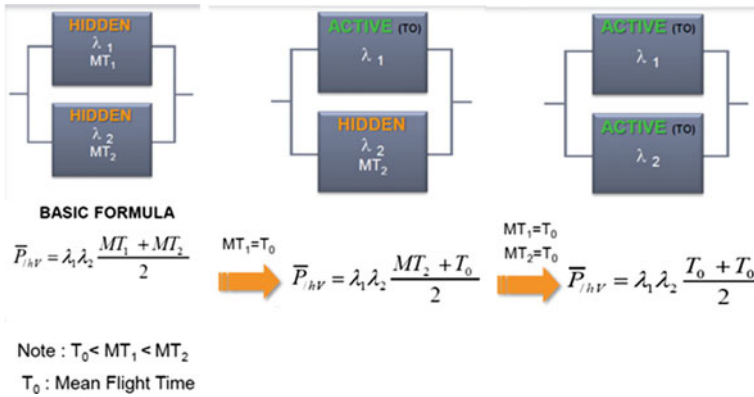 HIDDEN
λ 1
MT1
HIDDEN
λ 2
MT2
ACTIVE (TO)
λ 1
HIDDEN
λ 2
MT2
ACTIVE (TO)
λ 1
ACTIVE (TO)
λ 2
BASIC FORMULA
P̅/hV = λ1λ2 (MT1 + MT2)/2
MT1=T0
P̅/hV = λ1λ2 (MT2 + T0)/2
MT1=T0
MT2=T0
P̅/hV = λ1λ2 (T0 + T0)/2
Note : T0< MT1 < MT2
T0 : Mean Flight Time